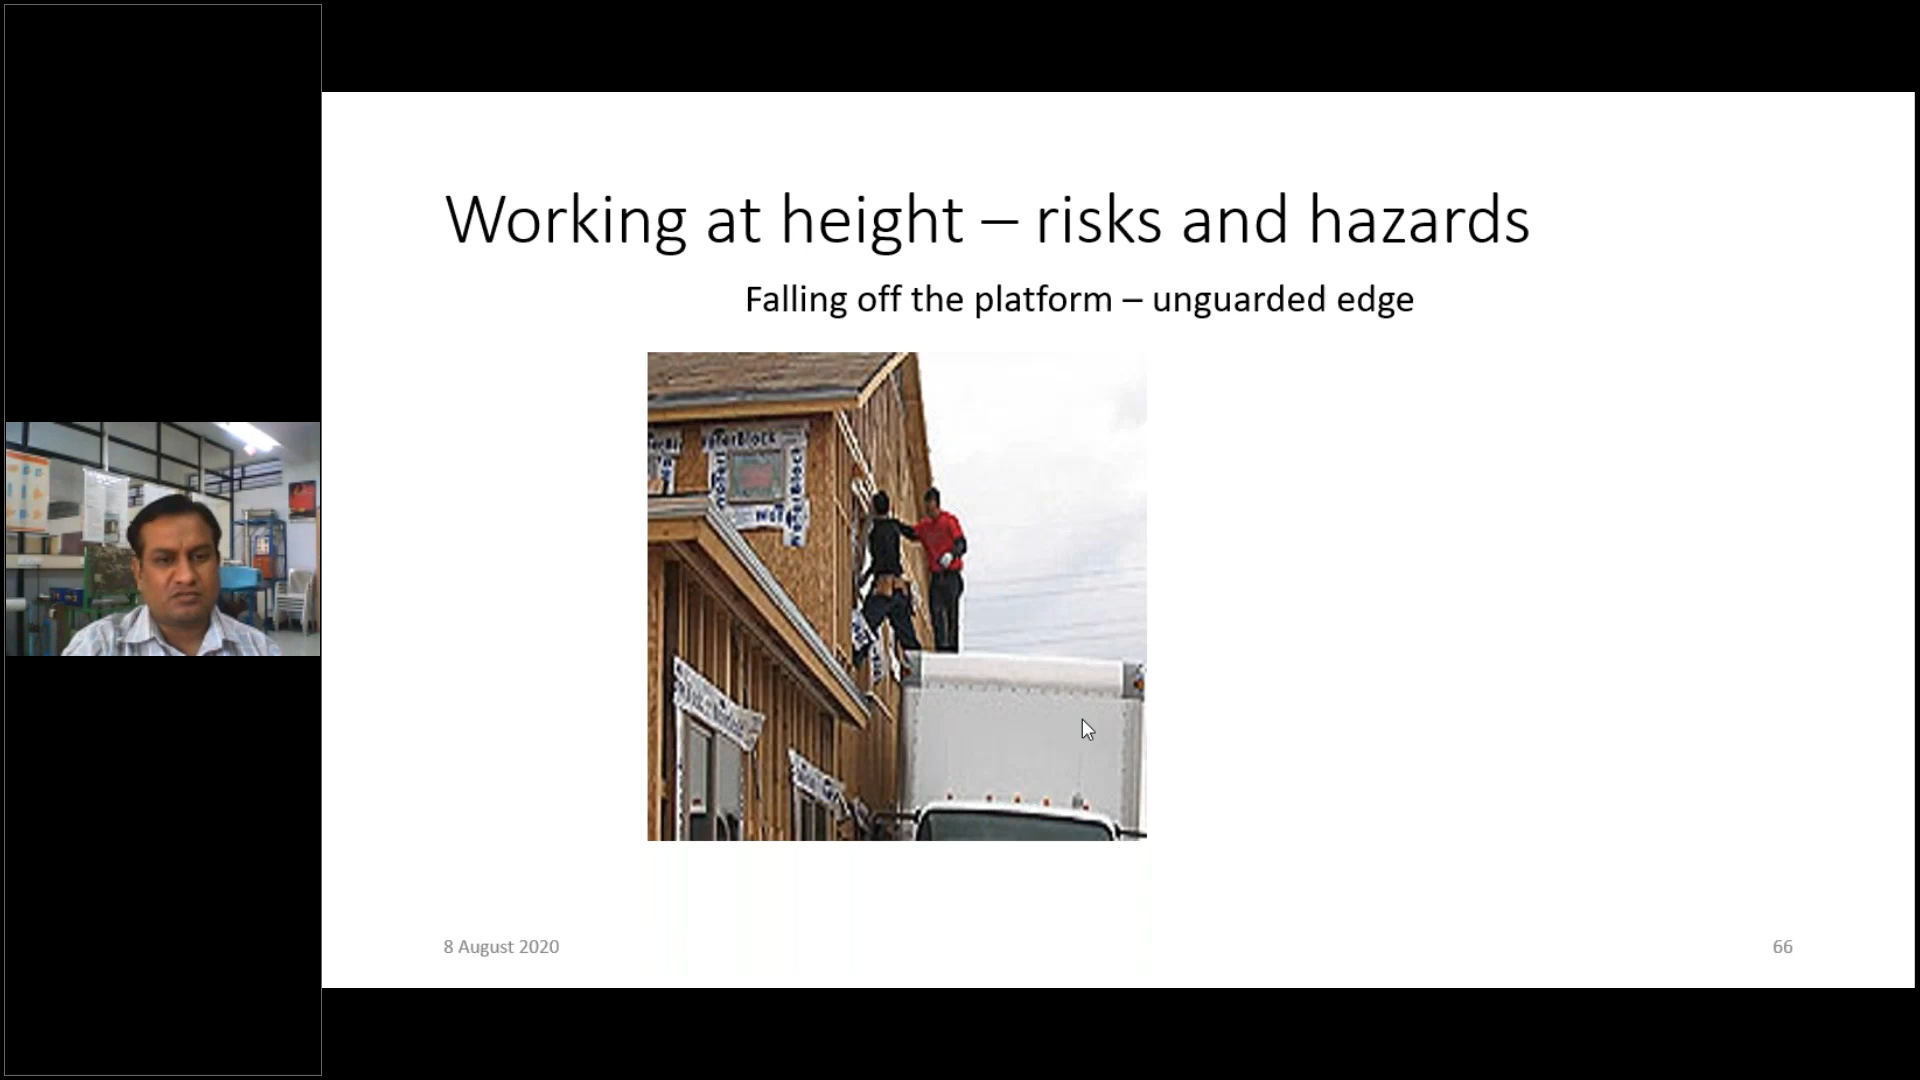 Working at height – risks and hazards
Falling off the platform – unguarded edge
8 August 2020
66